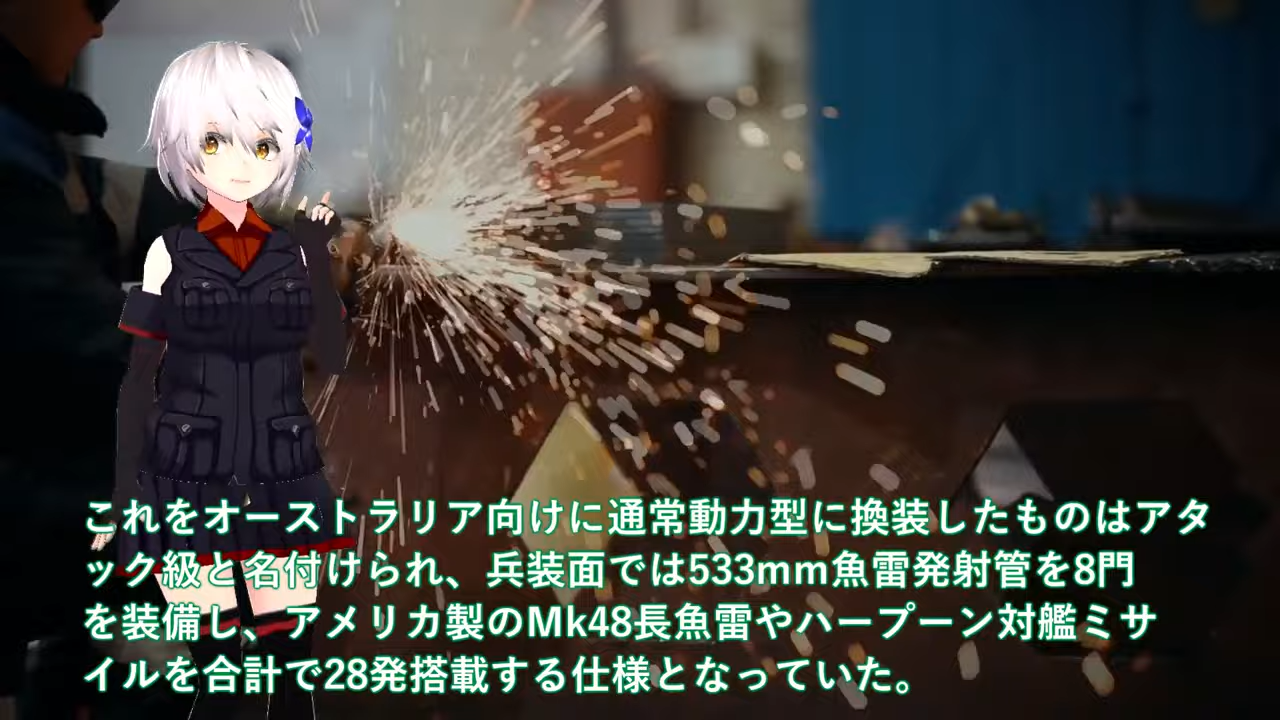 これをオーストラリア向けに通常動力型に換装したものはアタ
ック級と名付けられ、兵装面では533mm魚雷発射管を8門
を装備し、アメリカ製のMk48長魚雷やハープーン対艦ミサ
イルを合計で28発搭載する仕様となっていた。